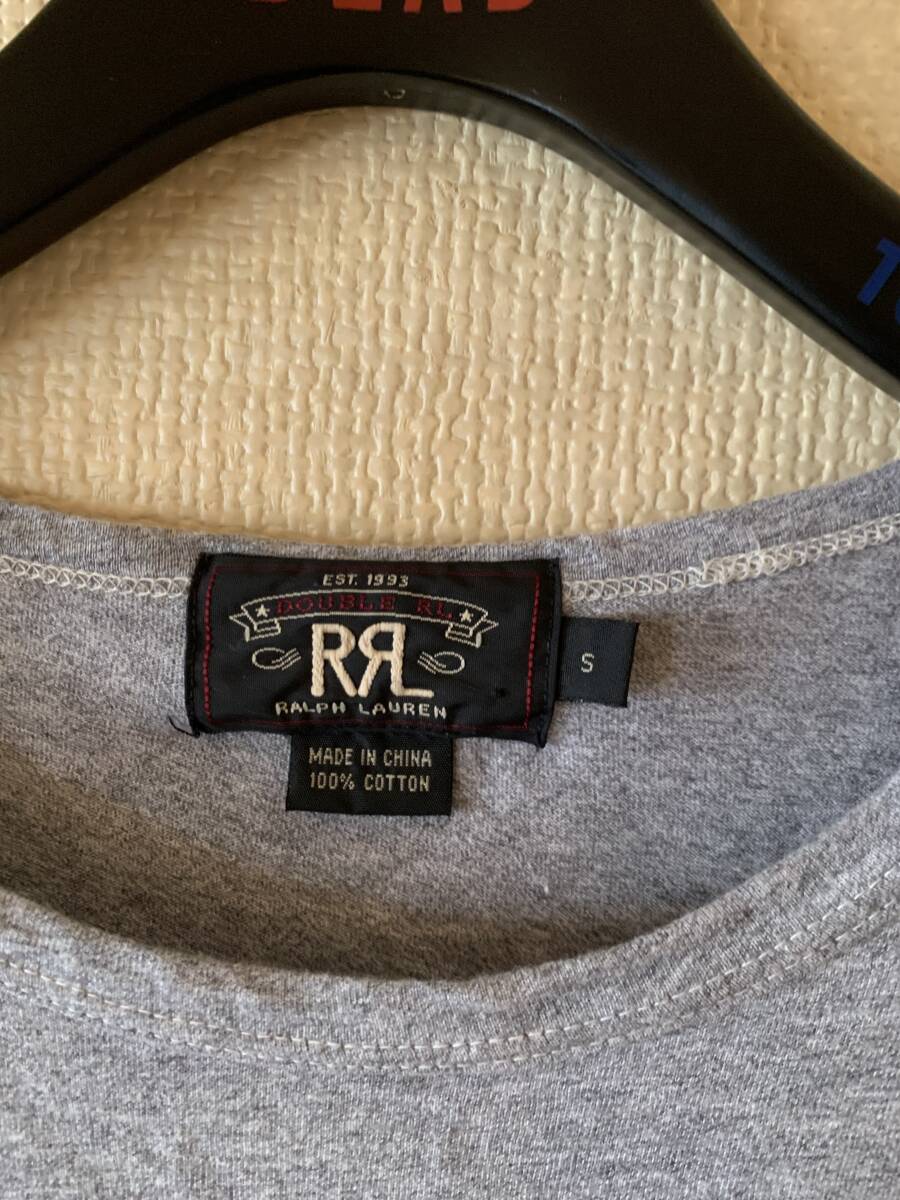 EST. 1993
DOUBLE RL
RRL
RALPH LAUREN
S
MADE IN CHINA
100% COTTON